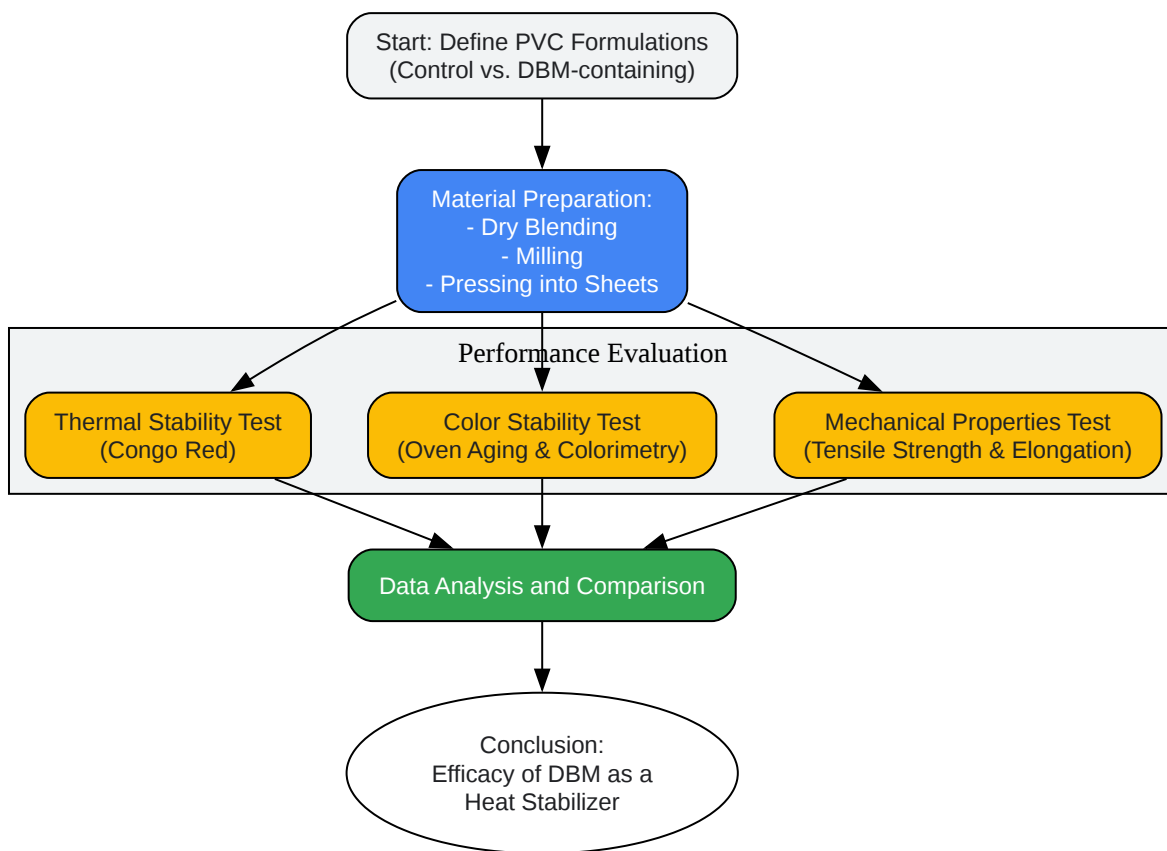 Start: Define PVC Formulations
(Control vs. DBM-containing)
Material Preparation:
- Dry Blending
- Milling
- Pressing into Sheets
Performance Evaluation
Thermal Stability Test
(Congo Red)
Color Stability Test
(Oven Aging & Colorimetry)
Mechanical Properties Test
(Tensile Strength & Elongation)
Data Analysis and Comparison
Conclusion:
Efficacy of DBM as a
Heat Stabilizer